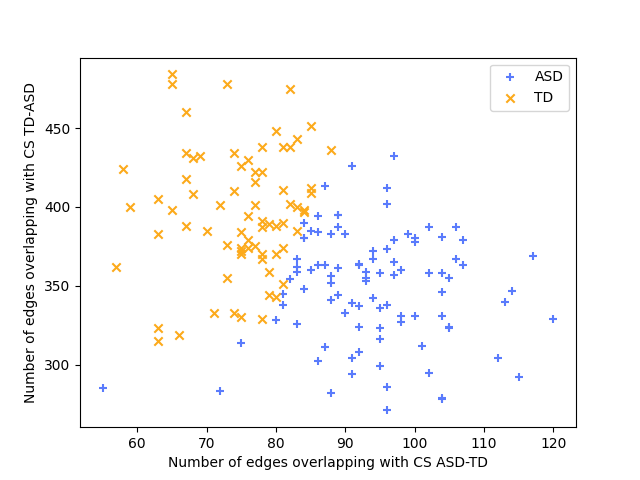 ASD
TD
Number of edges overlapping with CS TD-ASD
450
400
350
300
60 70 80 90 100 110 120
Number of edges overlapping with CS ASD-TD